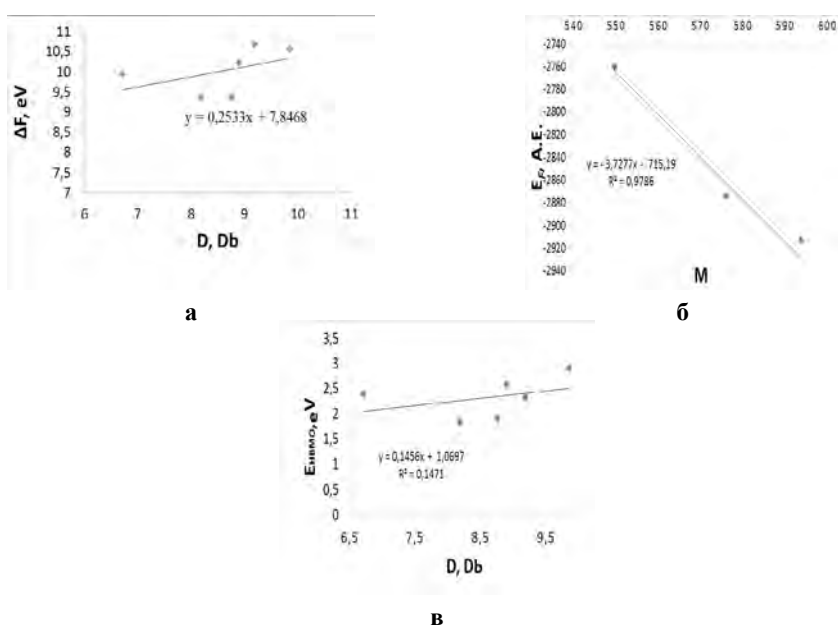 11
10,5
10
9,5
9
8,5
8
7,5
7
ΔF, eV
y = 0,2533x + 7,8468
6 7 8 9 10 11
D, Db
а
540 550 560 570 580 590 600
-2740
-2760
-2780
-2800
-2820
-2840
-2860
-2880
-2900
-2920
-2940
A.E.
y = -3,7277x - 715,19
R² = 0,9786
M
б
3,5
3
2,5
2
1,5
1
0,5
0
Eнвмо, eV
y = 0,1456x + 1,0697
R² = 0,1471
6,5 7,5 8,5 9,5
D, Db
в